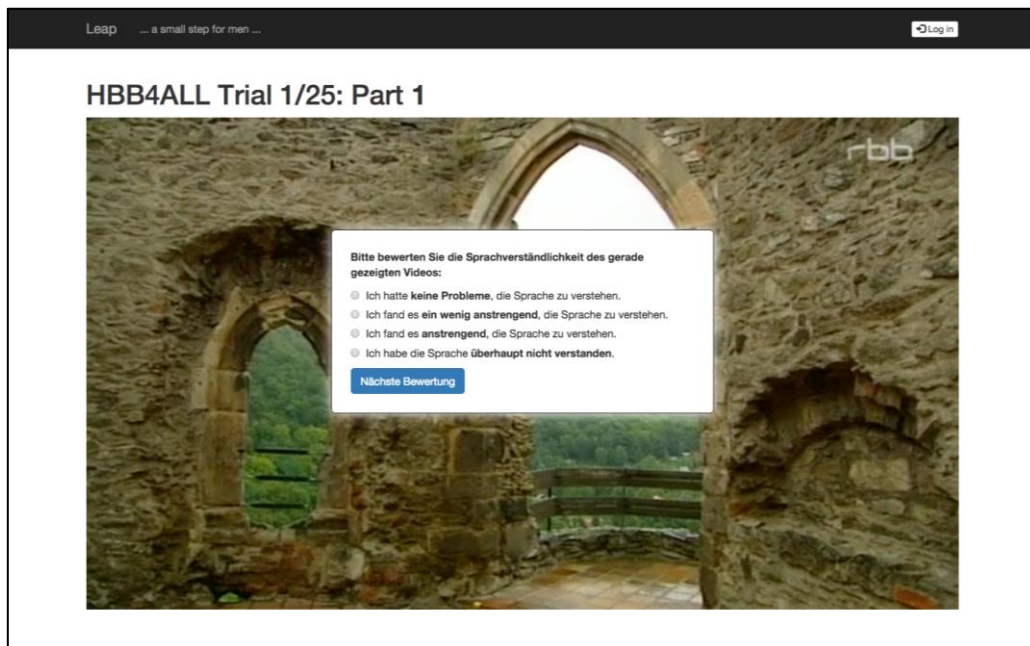 Leap ... a small step for men ...
Log in
HBB4ALL Trial 1/25: Part 1
rbb
Bitte bewerten Sie die Sprachverständlichkeit des gerade
gezeigten Videos:
Ich hatte keine Probleme, die Sprache zu verstehen.
Ich fand es ein wenig anstrengend, die Sprache zu verstehen.
Ich fand es anstrengend, die Sprache zu verstehen.
Ich habe die Sprache überhaupt nicht verstanden.
Nächste Bewertung